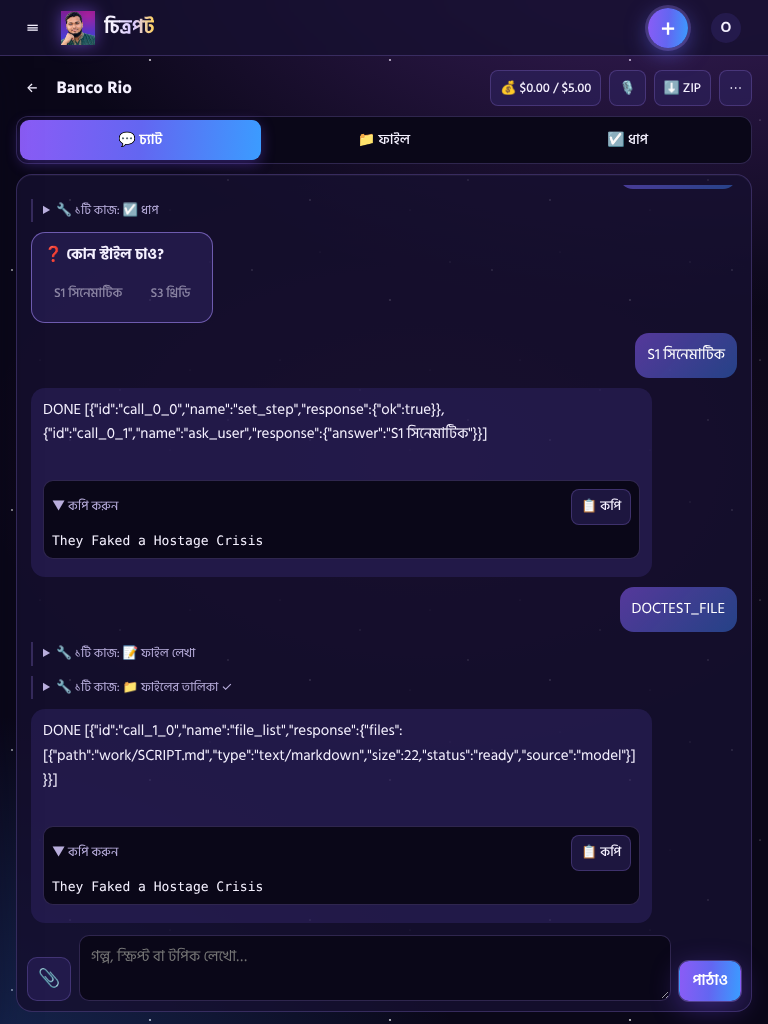 ≡ চিত্রপট + O
← Banco Rio 💰 $0.00 / $5.00 🎙️ ⬇️ ZIP ⋯
💬 চ্যাট 📁 ফাইল ☑️ ধাপ
▶ 🔧 ১টি কাজ: ☑️ ধাপ
❓ কোন স্টাইল চাও?
S1 সিনেমাটিক S3 থ্রিডি
S1 সিনেমাটিক
DONE [{"id":"call_0_0","name":"set_step","response":{"ok":true}},
{"id":"call_0_1","name":"ask_user","response":{"answer":"S1 সিনেমাটিক"}}]
▼ কপি করুন 📋 কপি
They Faked a Hostage Crisis
DOCTEST_FILE
▶ 🔧 ১টি কাজ: 📝 ফাইল লেখা
▶ 🔧 ১টি কাজ: 📁 ফাইলের তালিকা ✓
DONE [{"id":"call_1_0","name":"file_list","response":{"files":
[{"path":"work/SCRIPT.md","type":"text/markdown","size":22,"status":"ready","source":"model"}]
}}]
▼ কপি করুন 📋 কপি
They Faked a Hostage Crisis
📎 গল্প, স্ক্রিপ্ট বা টপিক লেখো... পাঠাও